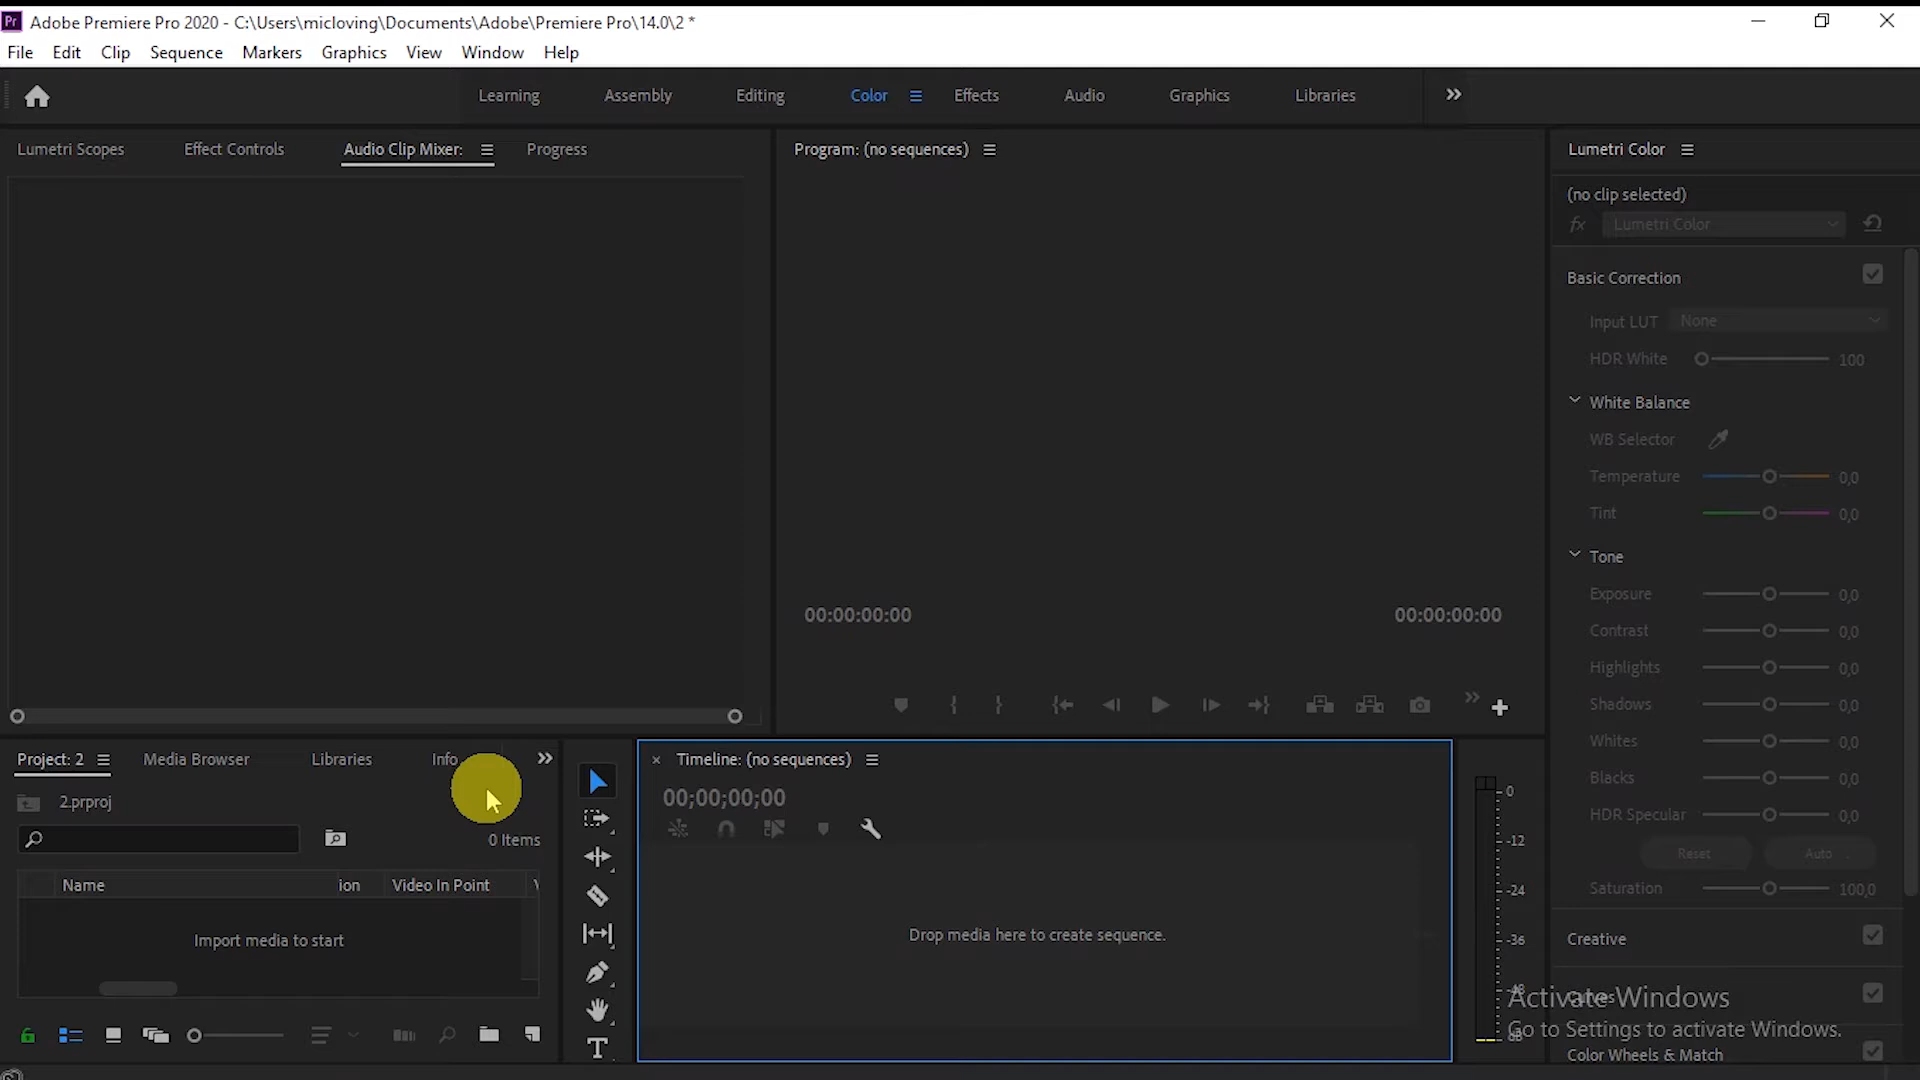 Adobe Premiere Pro 2020 - C:\Users\micloving\Documents\Adobe\Premiere Pro\14.0\2 *
File Edit Clip Sequence Markers Graphics View Window Help
Learning Assembly Editing Color Effects Audio Graphics Libraries
Lumetri Scopes Effect Controls Audio Clip Mixer: Progress
Program: (no sequences)
Lumetri Color
(no clip selected)
fx Lumetri Color
Basic Correction
Input LUT None
HDR White 100
White Balance
WB Selector
Temperature 0,0
Tint 0,0
Tone
Exposure 0,0
Contrast 0,0
Highlights 0,0
Shadows 0,0
Whites 0,0
Blacks 0,0
HDR Specular 0,0
Reset Auto
Saturation 100,0
Creative
Curves
Color Wheels & Match
00:00:00:00 00:00:00:00
Project: 2 Media Browser Libraries Info
2.prproj
0 Items
Name ion Video In Point
Import media to start
Timeline: (no sequences)
00;00;00;00
Drop media here to create sequence.
0
-12
-24
-36
-48
dB
Activate Windows
Go to Settings to activate Windows.